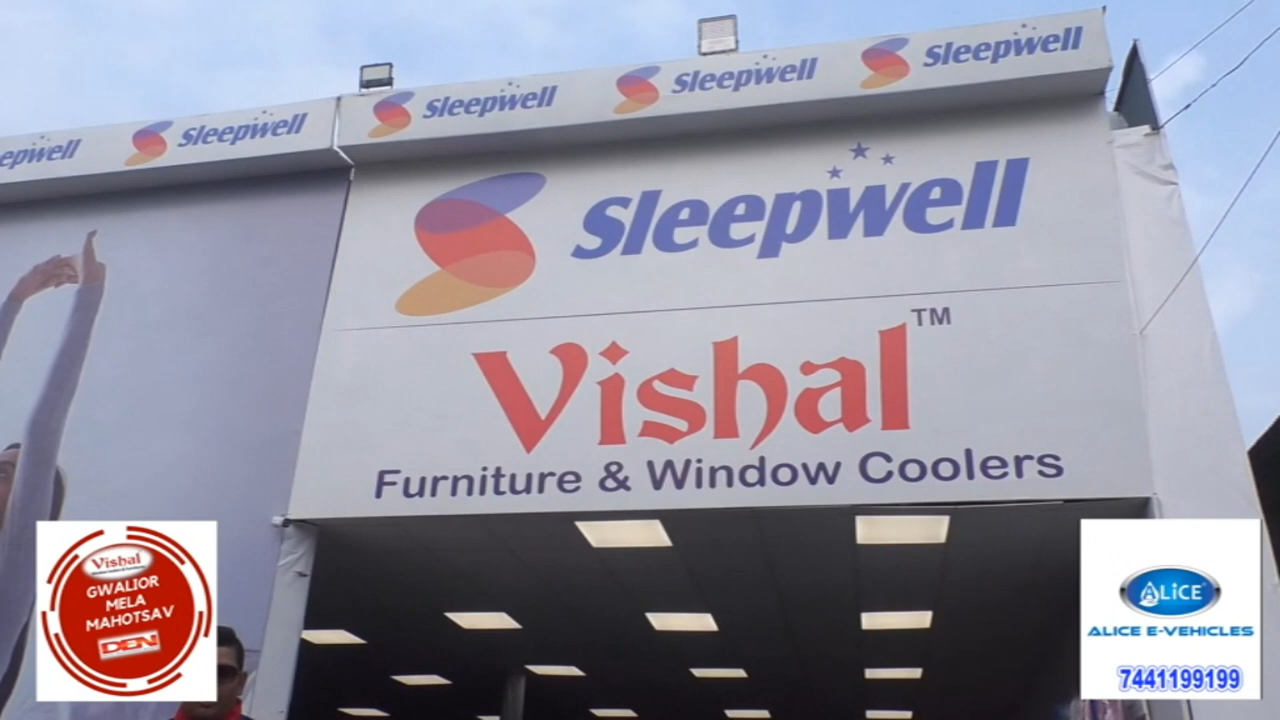 Sleepwell
Sleepwell
Sleepwell
Sleepwell
Sleepwell
Vishal™
Furniture & Window Coolers
Vishal
GWALIOR
MELA
MAHOTSAV
DEN
ALICE
ALICE E-VEHICLES
7441199199